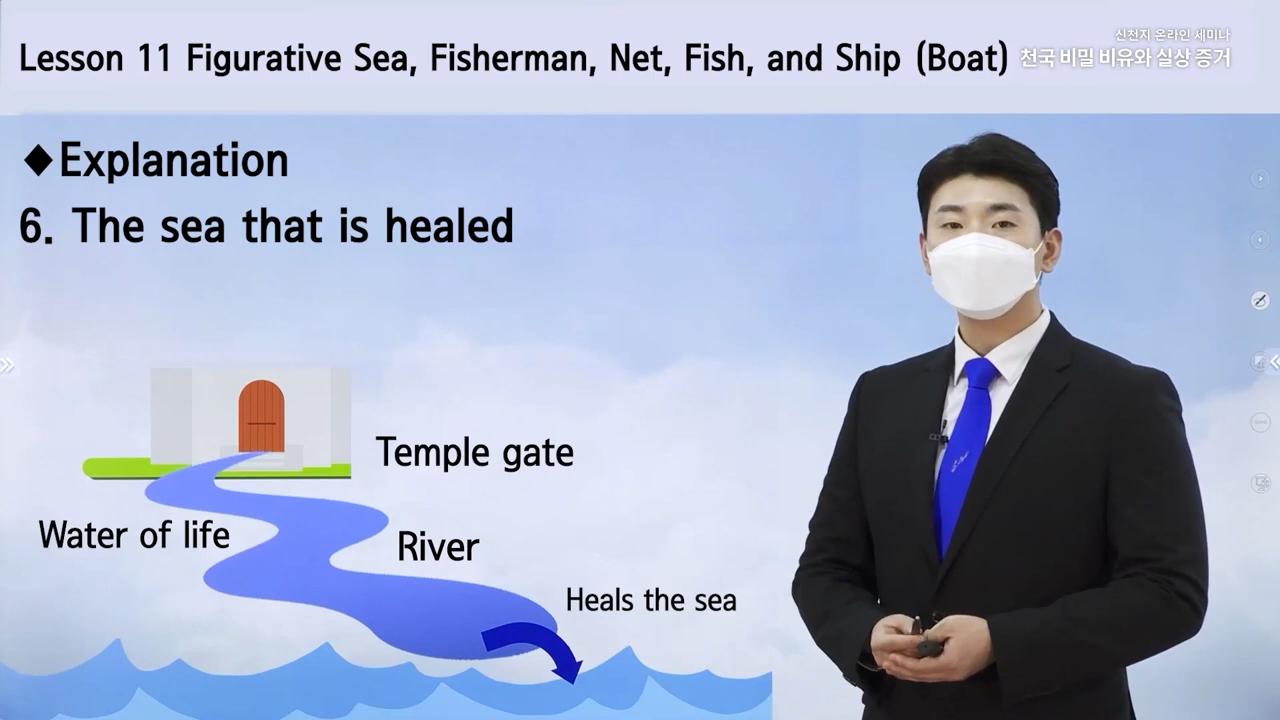 Lesson 11 Figurative Sea, Fisherman, Net, Fish, and Ship (Boat)
신천지 온라인 세미나
천국 비밀 비유와 실상 증거
◆Explanation
6. The sea that is healed
Temple gate
Water of life
River
Heals the sea